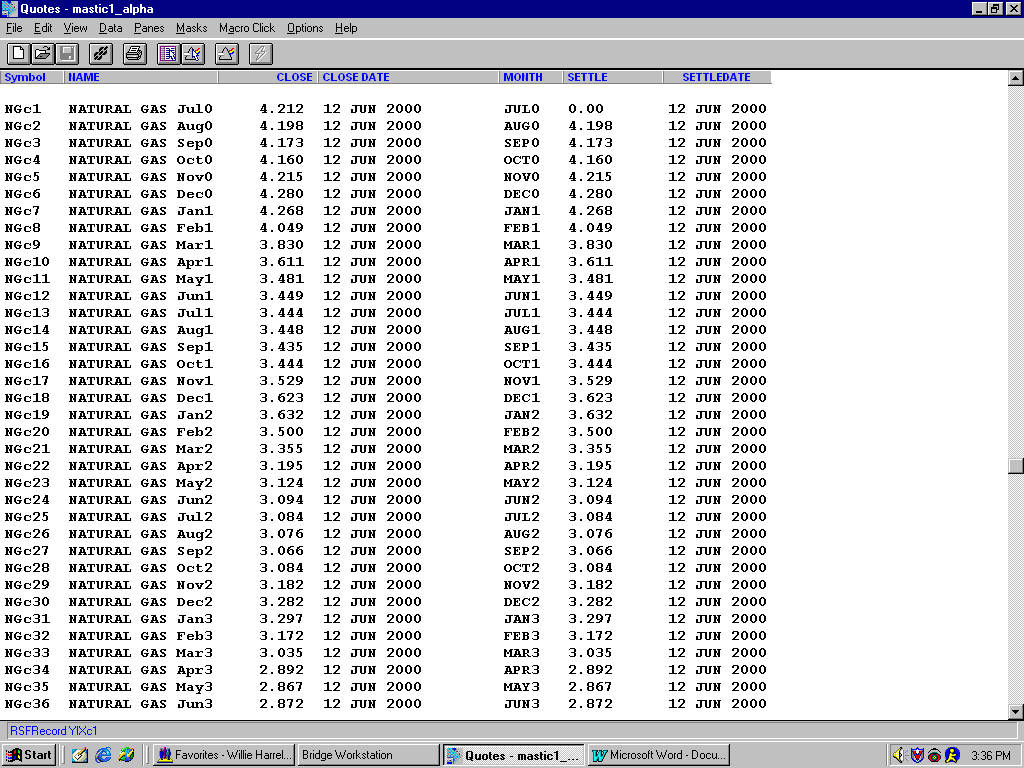 Quotes - mastic1_alpha
File Edit View Data Panes Masks Macro Click Options Help
Symbol NAME CLOSE CLOSE DATE MONTH SETTLE SETTLEDATE
NGc1 NATURAL GAS Jul0 4.212 12 JUN 2000 JUL0 0.00 12 JUN 2000
NGc2 NATURAL GAS Aug0 4.198 12 JUN 2000 AUG0 4.198 12 JUN 2000
NGc3 NATURAL GAS Sep0 4.173 12 JUN 2000 SEP0 4.173 12 JUN 2000
NGc4 NATURAL GAS Oct0 4.160 12 JUN 2000 OCT0 4.160 12 JUN 2000
NGc5 NATURAL GAS Nov0 4.215 12 JUN 2000 NOV0 4.215 12 JUN 2000
NGc6 NATURAL GAS Dec0 4.280 12 JUN 2000 DEC0 4.280 12 JUN 2000
NGc7 NATURAL GAS Jan1 4.268 12 JUN 2000 JAN1 4.268 12 JUN 2000
NGc8 NATURAL GAS Feb1 4.049 12 JUN 2000 FEB1 4.049 12 JUN 2000
NGc9 NATURAL GAS Mar1 3.830 12 JUN 2000 MAR1 3.830 12 JUN 2000
NGc10 NATURAL GAS Apr1 3.611 12 JUN 2000 APR1 3.611 12 JUN 2000
NGc11 NATURAL GAS May1 3.481 12 JUN 2000 MAY1 3.481 12 JUN 2000
NGc12 NATURAL GAS Jun1 3.449 12 JUN 2000 JUN1 3.449 12 JUN 2000
NGc13 NATURAL GAS Jul1 3.444 12 JUN 2000 JUL1 3.444 12 JUN 2000
NGc14 NATURAL GAS Aug1 3.448 12 JUN 2000 AUG1 3.448 12 JUN 2000
NGc15 NATURAL GAS Sep1 3.435 12 JUN 2000 SEP1 3.435 12 JUN 2000
NGc16 NATURAL GAS Oct1 3.444 12 JUN 2000 OCT1 3.444 12 JUN 2000
NGc17 NATURAL GAS Nov1 3.529 12 JUN 2000 NOV1 3.529 12 JUN 2000
NGc18 NATURAL GAS Dec1 3.623 12 JUN 2000 DEC1 3.623 12 JUN 2000
NGc19 NATURAL GAS Jan2 3.632 12 JUN 2000 JAN2 3.632 12 JUN 2000
NGc20 NATURAL GAS Feb2 3.500 12 JUN 2000 FEB2 3.500 12 JUN 2000
NGc21 NATURAL GAS Mar2 3.355 12 JUN 2000 MAR2 3.355 12 JUN 2000
NGc22 NATURAL GAS Apr2 3.195 12 JUN 2000 APR2 3.195 12 JUN 2000
NGc23 NATURAL GAS May2 3.124 12 JUN 2000 MAY2 3.124 12 JUN 2000
NGc24 NATURAL GAS Jun2 3.094 12 JUN 2000 JUN2 3.094 12 JUN 2000
NGc25 NATURAL GAS Jul2 3.084 12 JUN 2000 JUL2 3.084 12 JUN 2000
NGc26 NATURAL GAS Aug2 3.076 12 JUN 2000 AUG2 3.076 12 JUN 2000
NGc27 NATURAL GAS Sep2 3.066 12 JUN 2000 SEP2 3.066 12 JUN 2000
NGc28 NATURAL GAS Oct2 3.084 12 JUN 2000 OCT2 3.084 12 JUN 2000
NGc29 NATURAL GAS Nov2 3.182 12 JUN 2000 NOV2 3.182 12 JUN 2000
NGc30 NATURAL GAS Dec2 3.282 12 JUN 2000 DEC2 3.282 12 JUN 2000
NGc31 NATURAL GAS Jan3 3.297 12 JUN 2000 JAN3 3.297 12 JUN 2000
NGc32 NATURAL GAS Feb3 3.172 12 JUN 2000 FEB3 3.172 12 JUN 2000
NGc33 NATURAL GAS Mar3 3.035 12 JUN 2000 MAR3 3.035 12 JUN 2000
NGc34 NATURAL GAS Apr3 2.892 12 JUN 2000 APR3 2.892 12 JUN 2000
NGc35 NATURAL GAS May3 2.867 12 JUN 2000 MAY3 2.867 12 JUN 2000
NGc36 NATURAL GAS Jun3 2.872 12 JUN 2000 JUN3 2.872 12 JUN 2000
RSFRecord YIXc1
Start Favorites - Willie Harrel... Bridge Workstation Quotes - mastic1_... Microsoft Word - Docu... 3:36 PM